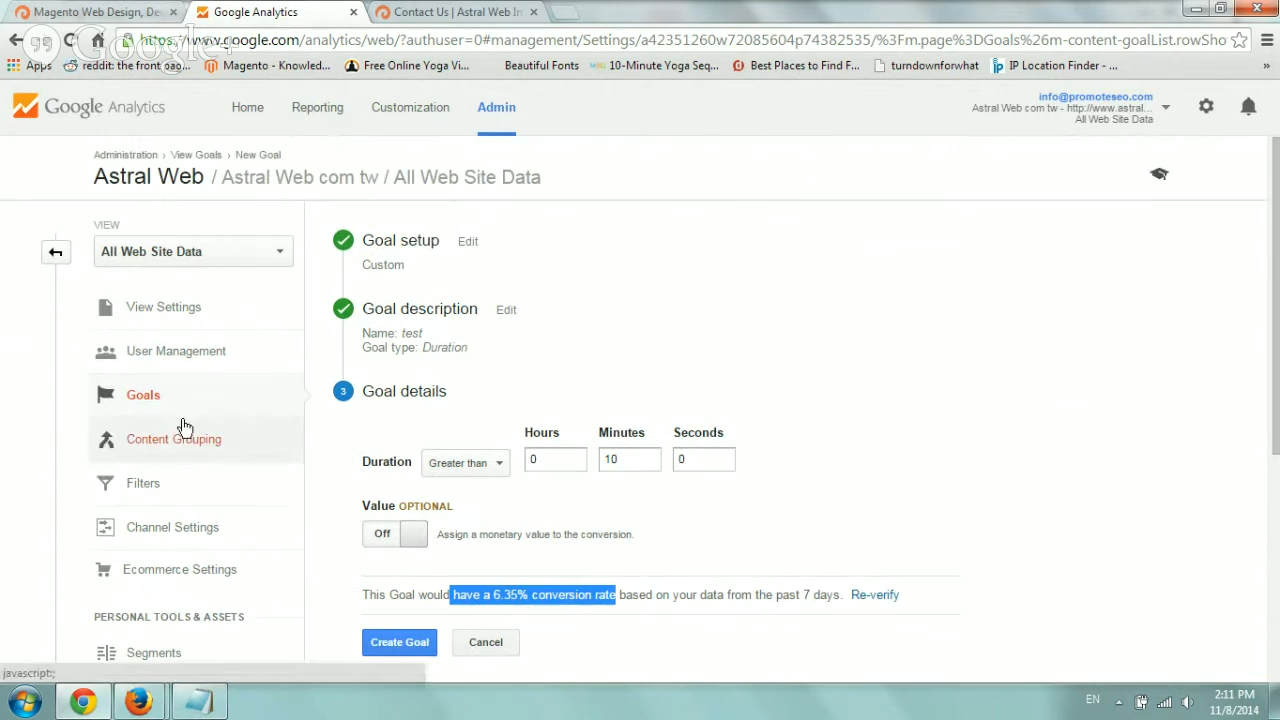 Magento Web Design, De
Google Analytics
Contact Us | Astral Web In
Google+
https://www.google.com/analytics/web/?authuser=0#management/Settings/a42351260w72085604p74382535/%3Fm.page%3DGoals%26m-content-goalList.rowSho
Apps
reddit: the front pag...
Magento - Knowled...
Free Online Yoga Vi...
Beautiful Fonts
10-Minute Yoga Seq...
Best Places to Find F...
turndownforwhat
IP Location Finder - ...
»
Google Analytics
Home
Reporting
Customization
Admin
info@promoteseo.com
Astral Web com tw - http://www.astral...
All Web Site Data
Administration › View Goals › New Goal
Astral Web / Astral Web com tw / All Web Site Data
VIEW
All Web Site Data
View Settings
User Management
Goals
Content Grouping
Filters
Channel Settings
Ecommerce Settings
PERSONAL TOOLS & ASSETS
Segments
Goal setup Edit
Custom
Goal description Edit
Name: test
Goal type: Duration
3 Goal details
Hours Minutes Seconds
Duration Greater than 0 10 0
Value OPTIONAL
Off Assign a monetary value to the conversion.
This Goal would have a 6.35% conversion rate based on your data from the past 7 days. Re-verify
Create Goal Cancel
javascript:;
EN
2:11 PM
11/8/2014